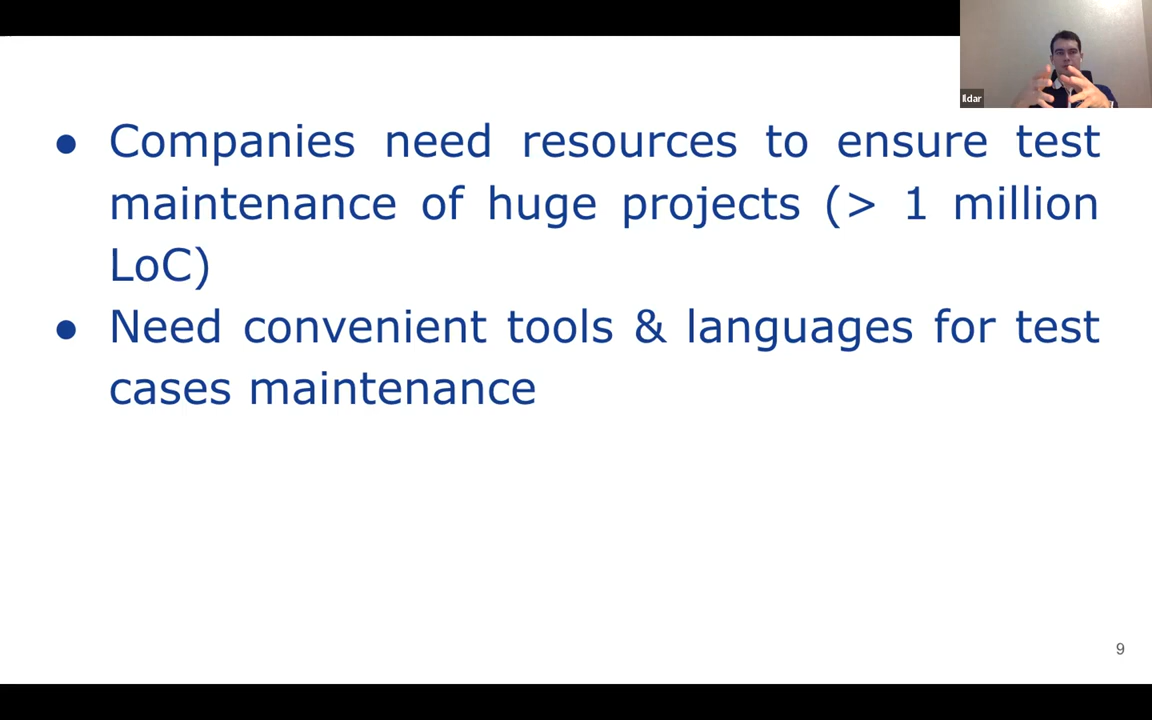 Ildar
● Companies need resources to ensure test
maintenance of huge projects (> 1 million
LoC)
● Need convenient tools & languages for test
cases maintenance
9